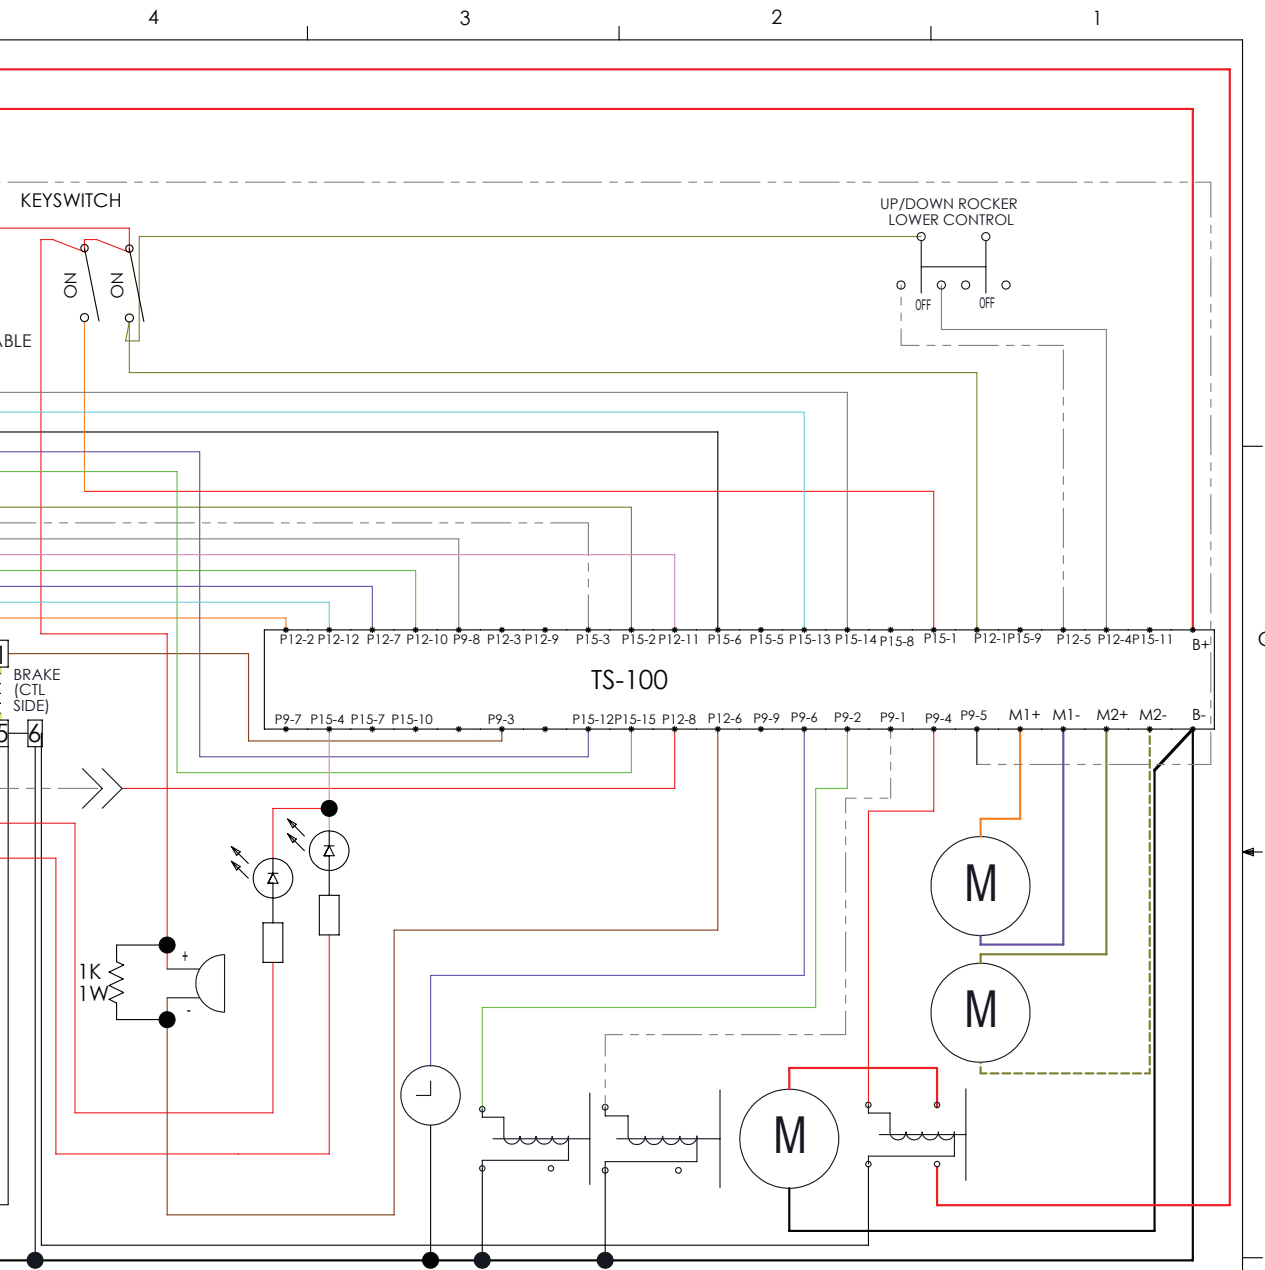 4
3
2
1
KEYSWITCH
UP/DOWN ROCKER
LOWER CONTROL
ON
ON
OFF
OFF
ABLE
P12-2 P12-12 P12-7 P12-10 P9-8 P12-3 P12-9 P15-3 P15-2 P12-11 P15-6 P15-5 P15-13 P15-14 P15-8 P15-1 P12-1 P15-9 P12-5 P12-4 P15-11 B+
BRAKE
(CTL
SIDE)
TS-100
P9-7 P15-4 P15-7 P15-10 P9-3 P15-12 P15-15 P12-8 P12-6 P9-9 P9-6 P9-2 P9-1 P9-4 P9-5 M1+ M1- M2+ M2- B-
5
6
M
M
1K
1W
+
-
M